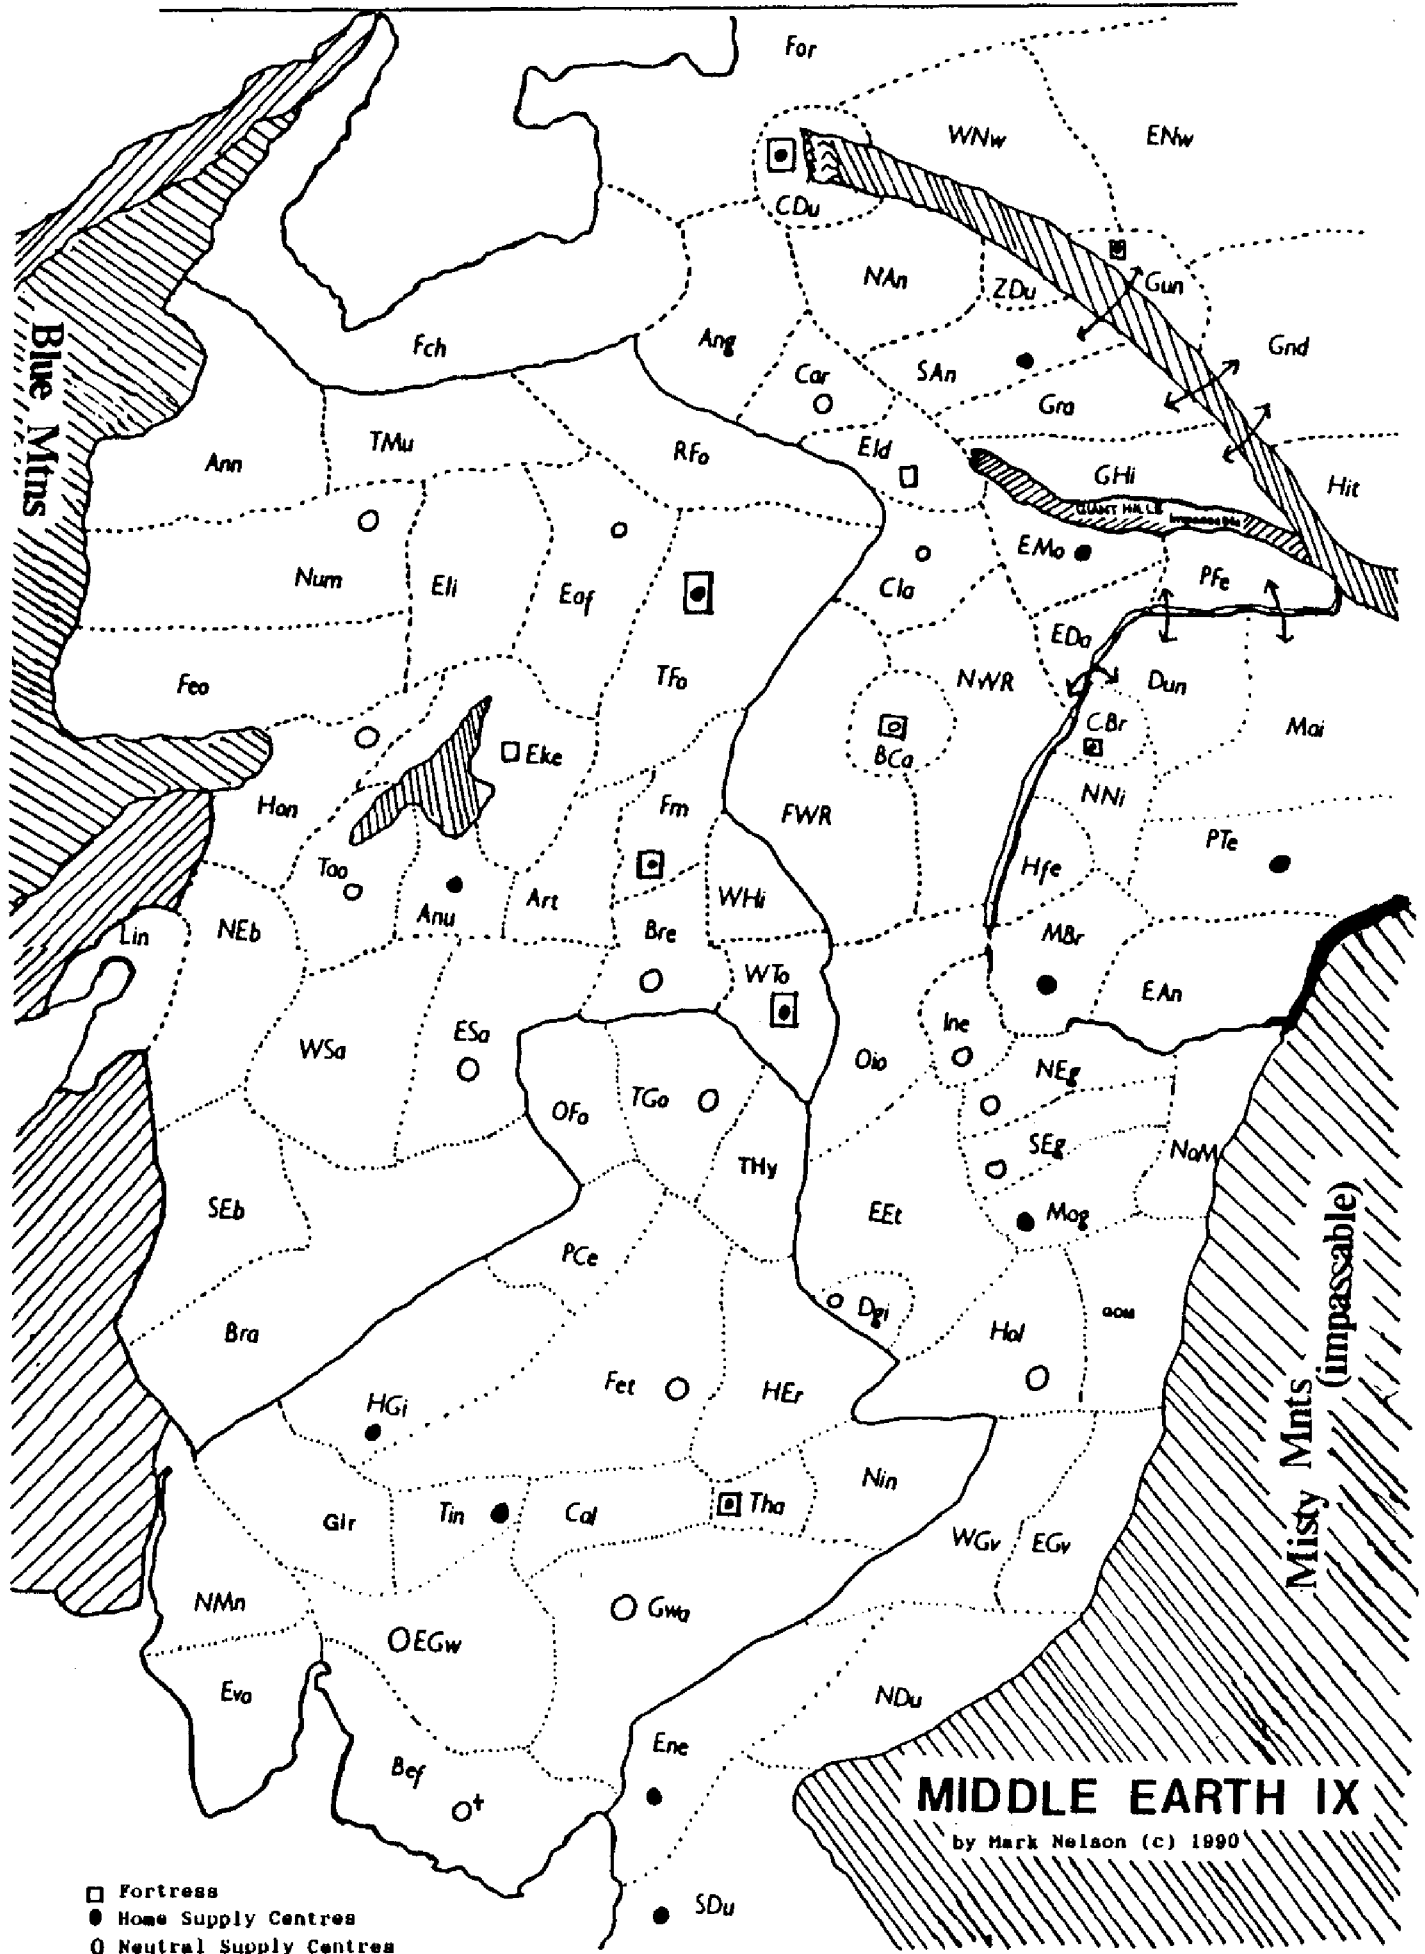 For
WNw
ENw
CDu
NAn
ZDu
Gun
Fch
Ang
Gnd
Car
SAn
Gra
Blue Mtns
Ann
TMu
RFo
Eld
GHi
Hit
GIANT HILLS Impassable
Num
Eli
Eaf
Cla
EMo
PFe
EDa
Feo
TFo
NWR
Dun
CBr
Mai
Eke
BCa
Han
Fm
FWR
NNi
PTe
Too
Hfe
Anu
Art
WHi
Lin
NEb
Bre
MBr
WTo
EAn
WSa
ESa
Ine
Oio
NEg
OFo
TGo
SEg
NoM
THy
SEb
EEt
Mog
PCe
Dgi
Bra
Hol
GOM
Misty Mnts
(impassable)
HGi
Fet
HEr
Nin
Gir
Tin
Cal
Tha
WGv
EGv
NMn
EGw
Gwa
Eva
NDu
Ene
Bef
†
MIDDLE EARTH IX
by Mark Nelson (c) 1990
SDu
Fortress
Home Supply Centres
Neutral Supply Centres